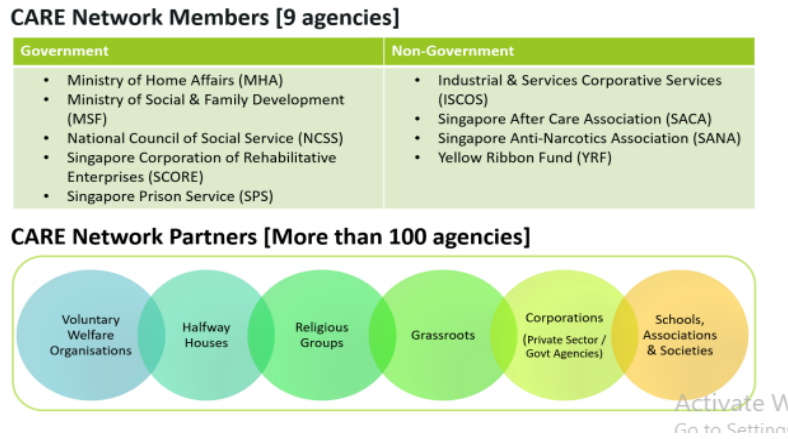 CARE Network Members [9 agencies]
Government
Non-Government
• Ministry of Home Affairs (MHA)
• Ministry of Social & Family Development
(MSF)
• National Council of Social Service (NCSS)
• Singapore Corporation of Rehabilitative
Enterprises (SCORE)
• Singapore Prison Service (SPS)
• Industrial & Services Corporative Services
(ISCOS)
• Singapore After Care Association (SACA)
• Singapore Anti-Narcotics Association (SANA)
• Yellow Ribbon Fund (YRF)
CARE Network Partners [More than 100 agencies]
Voluntary
Welfare
Organisations
Halfway
Houses
Religious
Groups
Grassroots
Corporations
(Private Sector /
Govt Agencies)
Schools,
Associations
& Societies
Activate W
Go to Settings